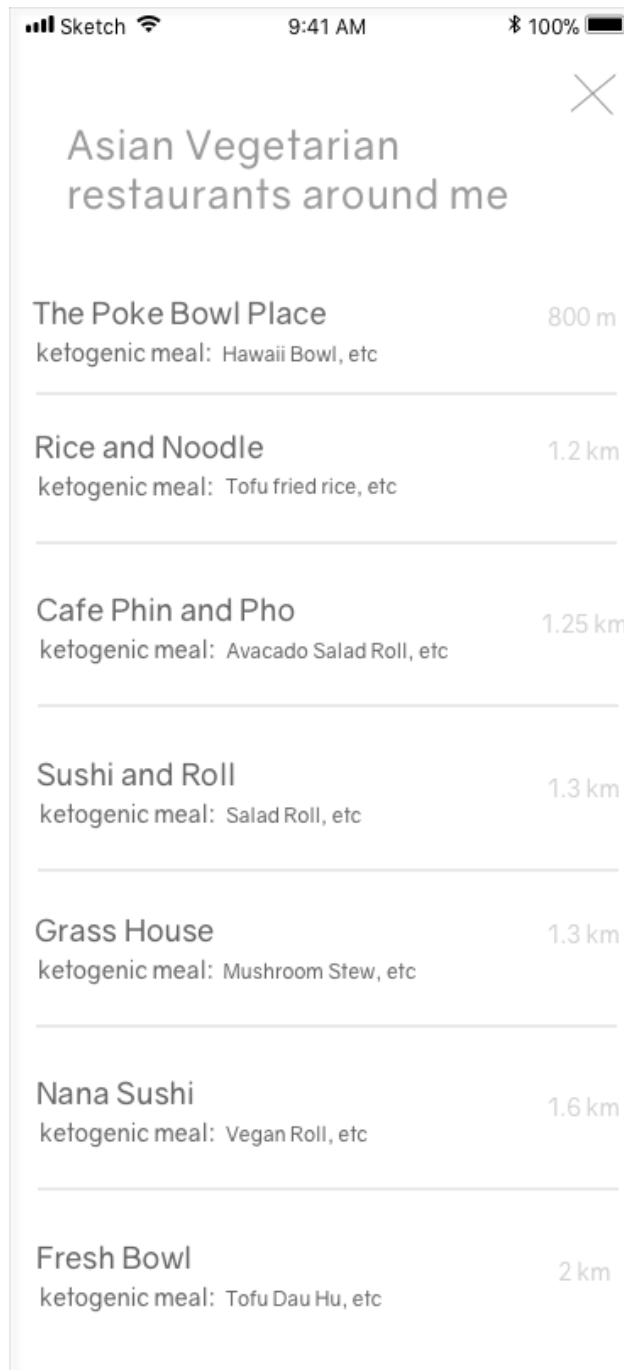 Sketch 9:41 AM 100%
Asian Vegetarian
restaurants around me
The Poke Bowl Place 800 m
ketogenic meal: Hawaii Bowl, etc
Rice and Noodle 1.2 km
ketogenic meal: Tofu fried rice, etc
Cafe Phin and Pho 1.25 km
ketogenic meal: Avacado Salad Roll, etc
Sushi and Roll 1.3 km
ketogenic meal: Salad Roll, etc
Grass House 1.3 km
ketogenic meal: Mushroom Stew, etc
Nana Sushi 1.6 km
ketogenic meal: Vegan Roll, etc
Fresh Bowl 2 km
ketogenic meal: Tofu Dau Hu, etc